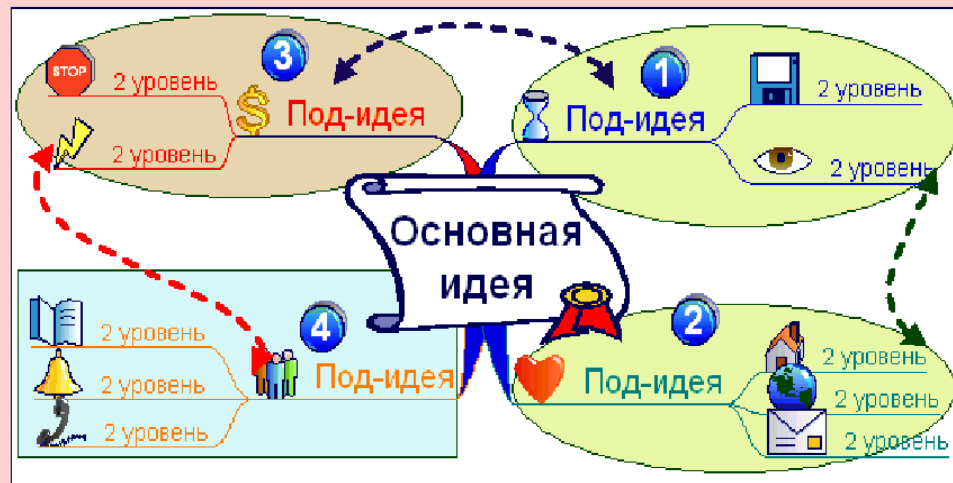 STOP
2 уровень
2 уровень
3
Под-идея
1
Под-идея
2 уровень
2 уровень
Основная
идея
4
Под-идея
2 уровень
2 уровень
2 уровень
2
Под-идея
2 уровень
2 уровень
2 уровень